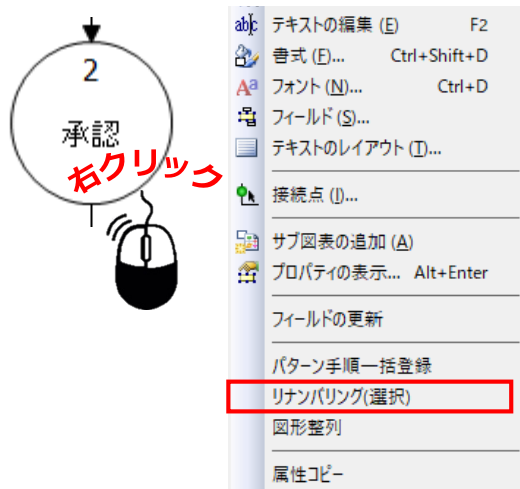 2
承認
右クリック
テキストの編集 (E) F2
書式 (F)... Ctrl+Shift+D
フォント (N)... Ctrl+D
フィールド (S)...
テキストのレイアウト (T)...
接続点 (I)...
サブ図表の追加 (A)
プロパティの表示... Alt+Enter
フィールドの更新
パターン手順一括登録
リナンバリング(選択)
図形整列
属性コピー